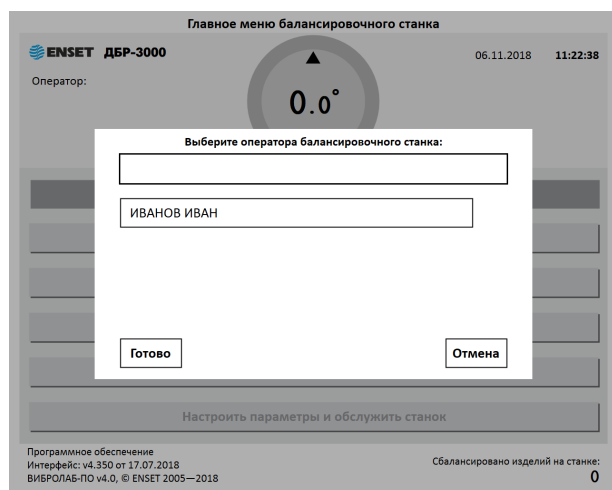 Главное меню балансировочного станка
ENSET ДБР-3000
06.11.2018 11:22:38
Оператор:
0.0°
Выберите оператора балансировочного станка:
ИВАНОВ ИВАН
Готово
Отмена
Настроить параметры и обслужить станок
Программное обеспечение
Интерфейс: v4.350 от 17.07.2018
ВИБРОЛАБ-ПО v4.0, © ENSET 2005—2018
Сбалансировано изделий на станке:
0